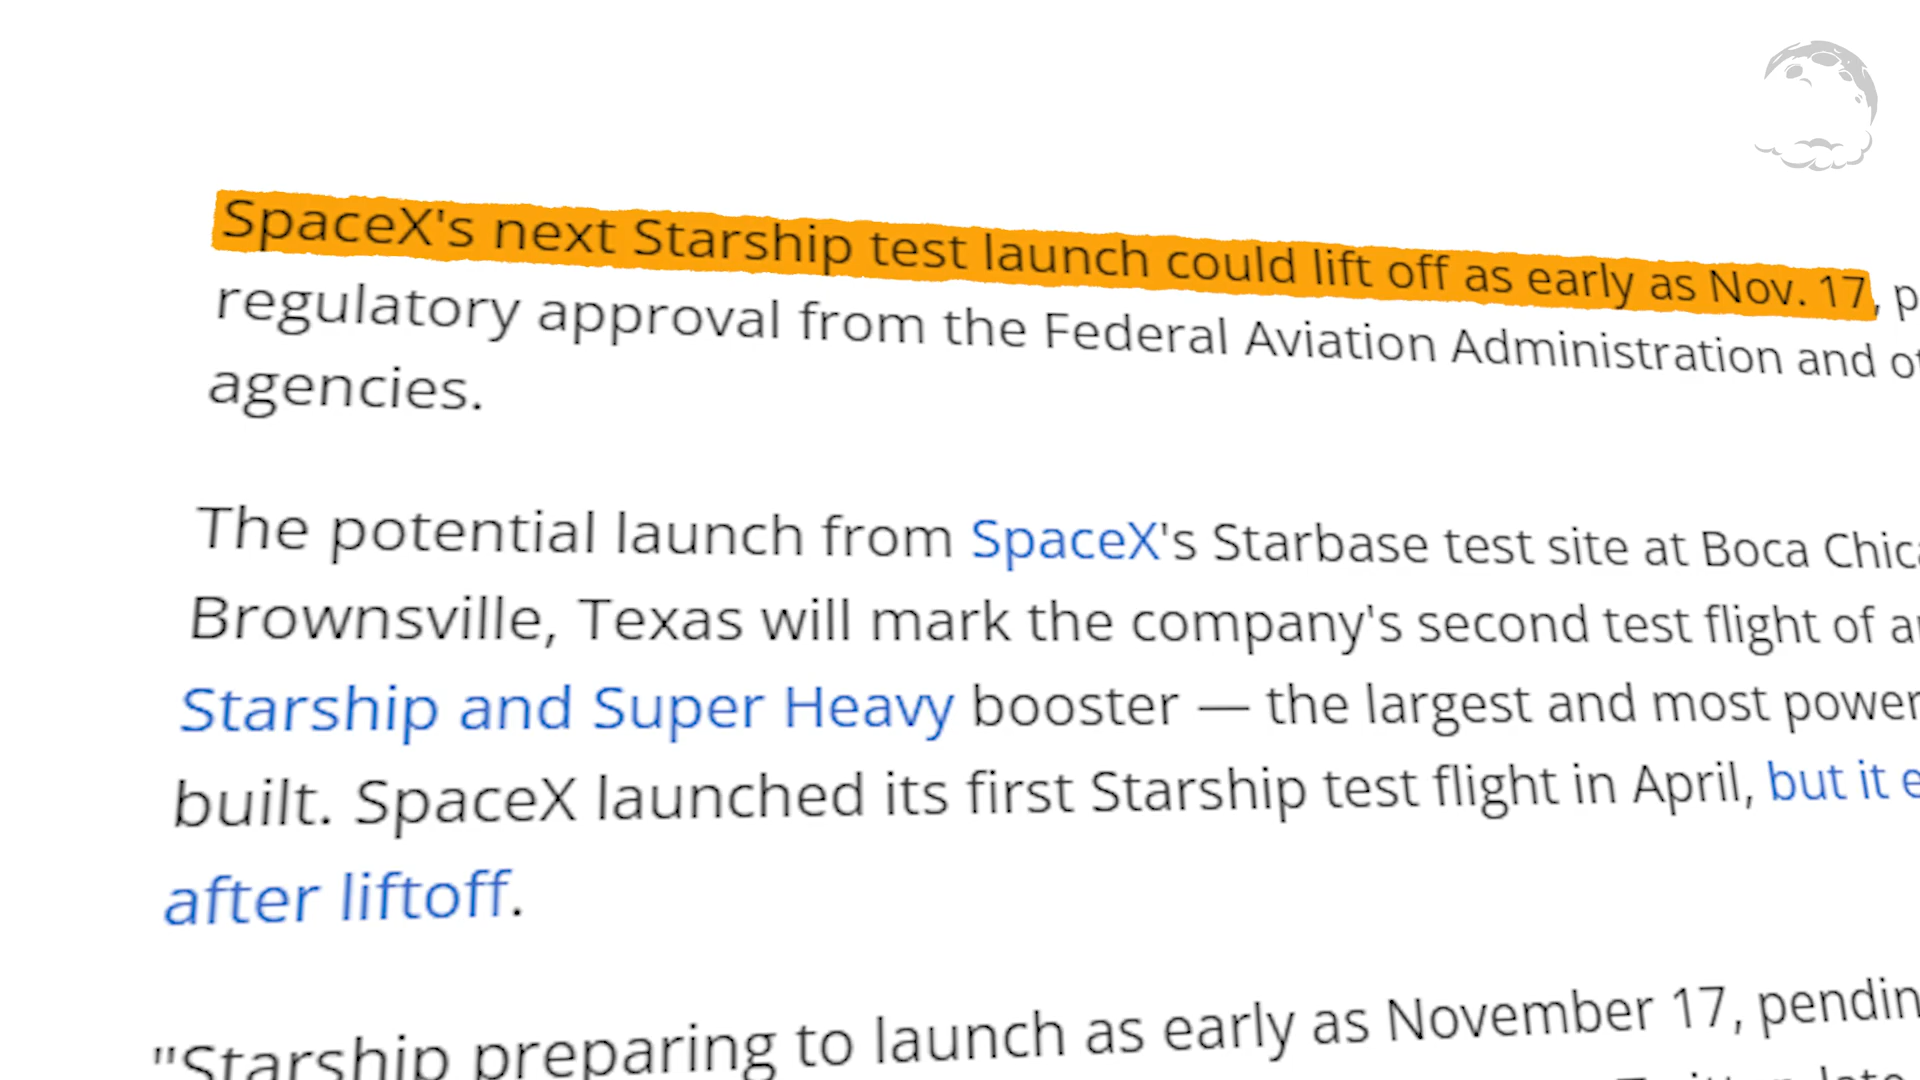 SpaceX's next Starship test launch could lift off as early as Nov. 17,
regulatory approval from the Federal Aviation Administration and
agencies.
The potential launch from SpaceX's Starbase test site at Boca
Brownsville, Texas will mark the company's second test flight of
Starship and Super Heavy booster — the largest and most
built. SpaceX launched its first Starship test flight in April, but it
after liftoff.
"Starship preparing to launch as early as November 17,